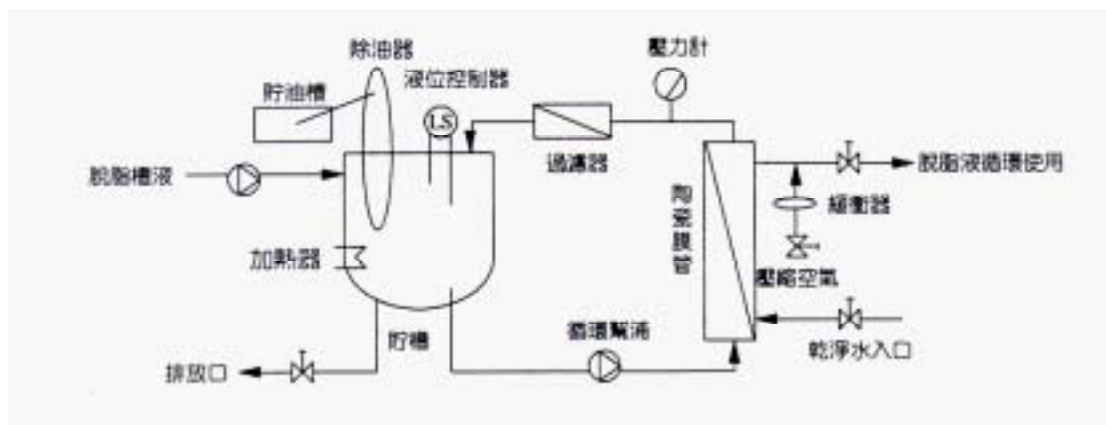 除油器
壓力計
液位控制器
貯油槽
LS
過濾器
脫脂槽液
脫脂液循環使用
陶瓷膜管
緩衝器
加熱器
壓縮空氣
貯槽
循環幫浦
乾淨水入口
排放口